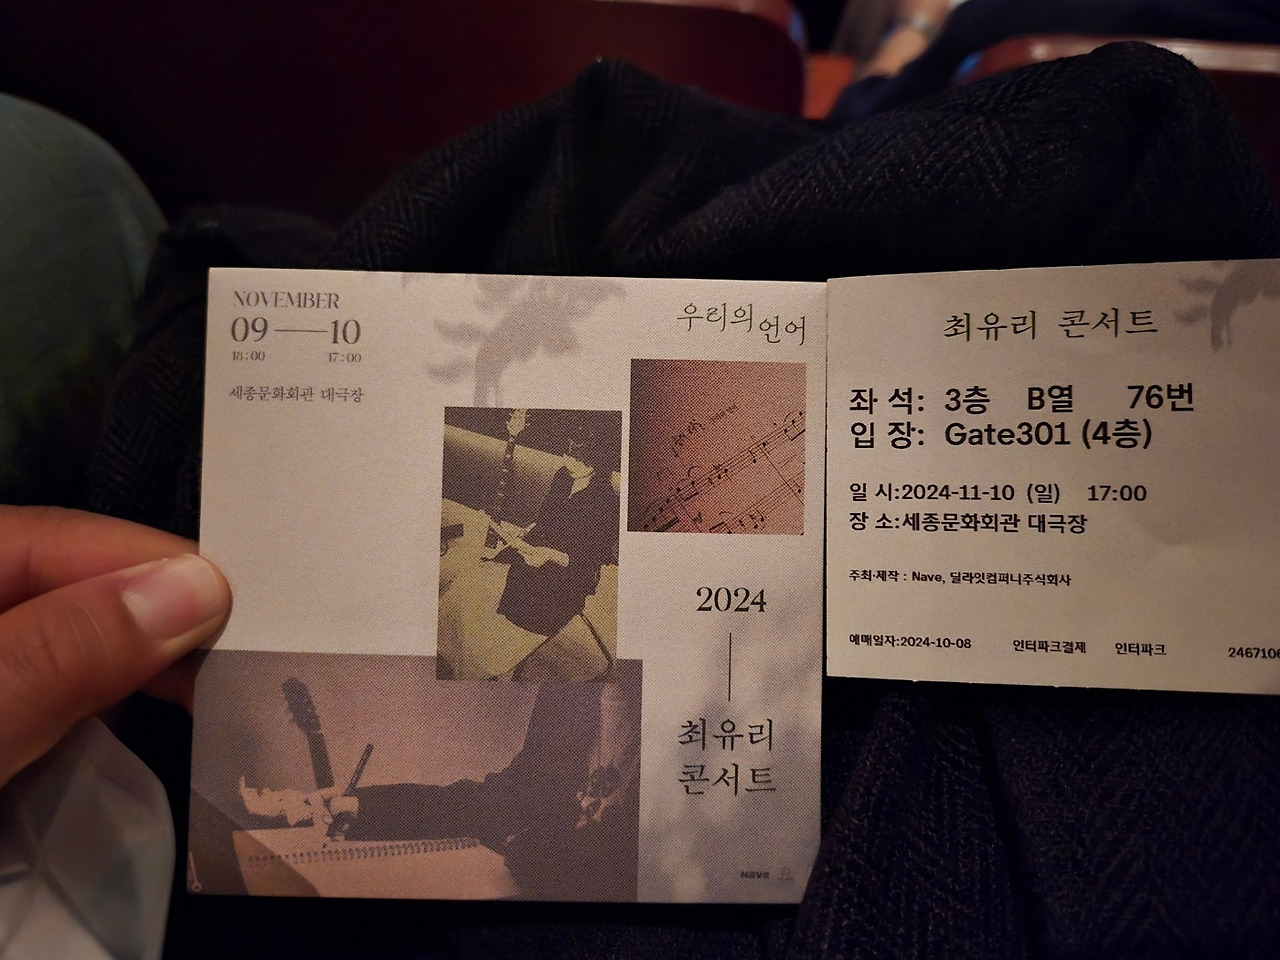 NOVEMBER
09 — 10
18:00 17:00
세종문화회관 대극장
우리의 언어
2024
최유리
콘서트
Nave
최유리 콘서트
좌 석: 3층 B열 76번
입 장: Gate301 (4층)
일 시:2024-11-10 (일) 17:00
장 소:세종문화회관 대극장
주최·제작 : Nave, 딜라잇컴퍼니주식회사
예매일자:2024-10-08 인터파크결제 인터파크 2467106